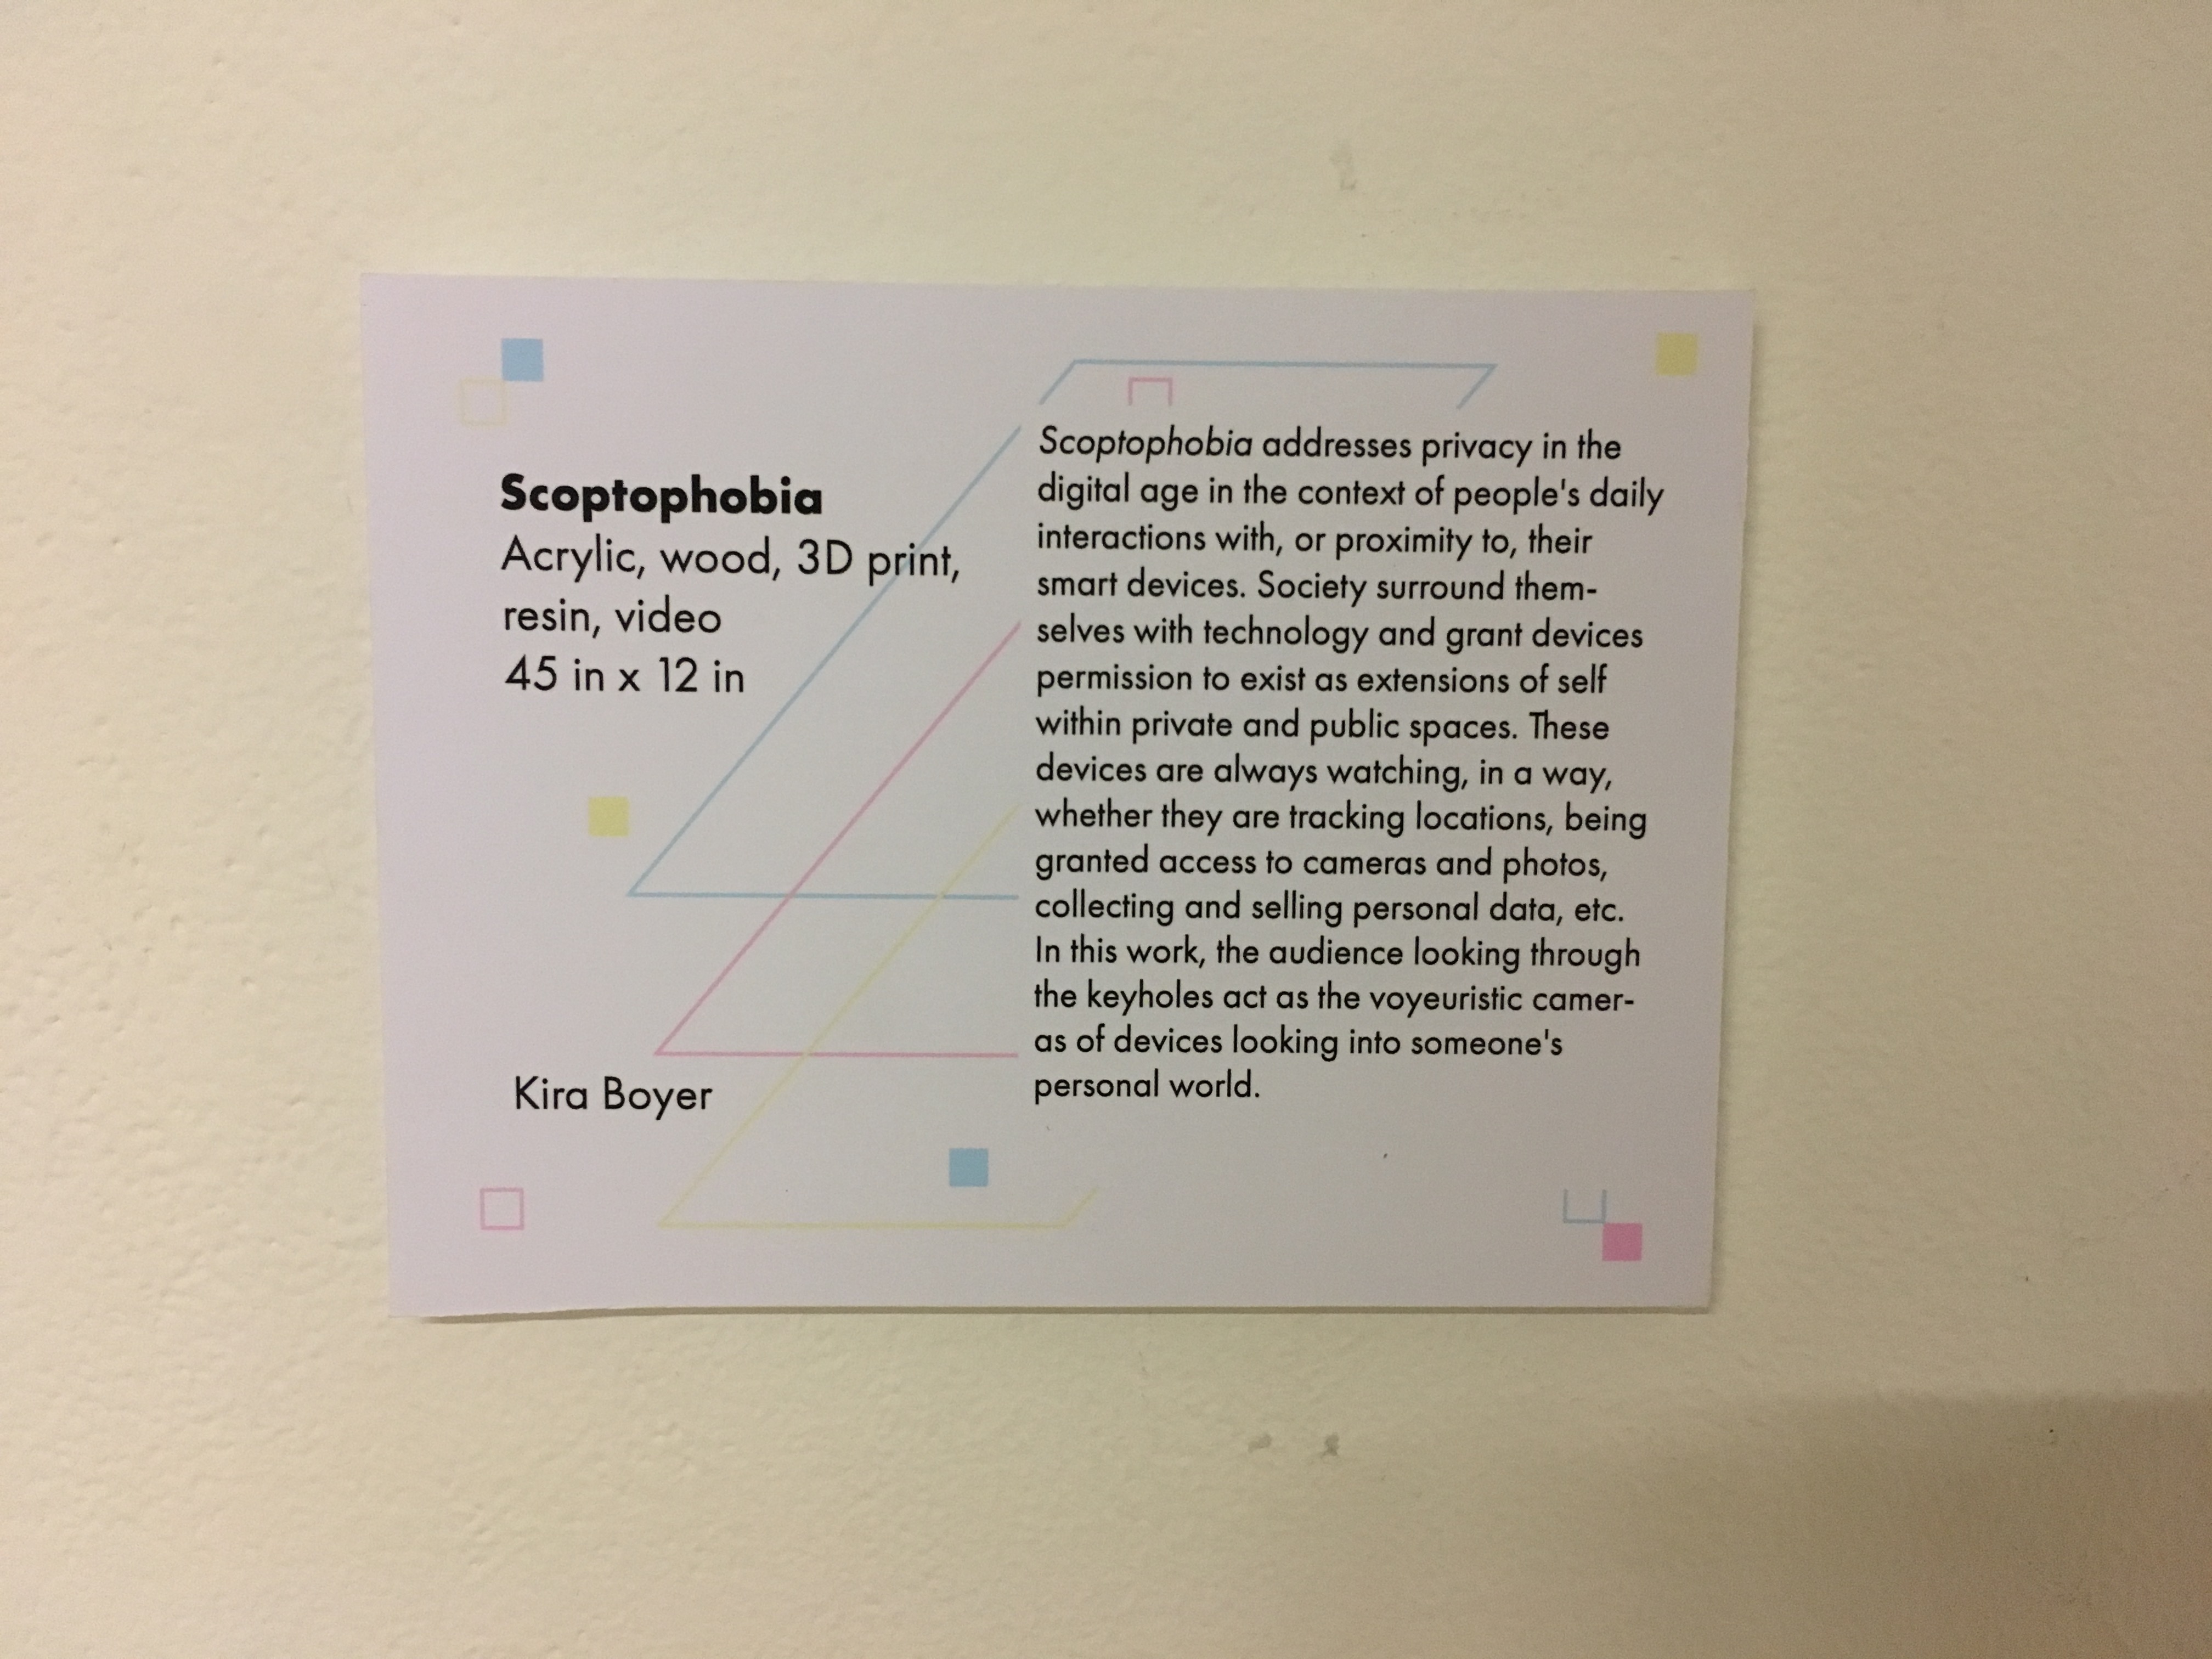 Scoptophobia
Acrylic, wood, 3D print,
resin, video
45 in x 12 in
Kira Boyer
Scoptophobia addresses privacy in the
digital age in the context of people's daily
interactions with, or proximity to, their
smart devices. Society surround them-
selves with technology and grant devices
permission to exist as extensions of self
within private and public spaces. These
devices are always watching, in a way,
whether they are tracking locations, being
granted access to cameras and photos,
collecting and selling personal data, etc.
In this work, the audience looking through
the keyholes act as the voyeuristic camer-
as of devices looking into someone's
personal world.